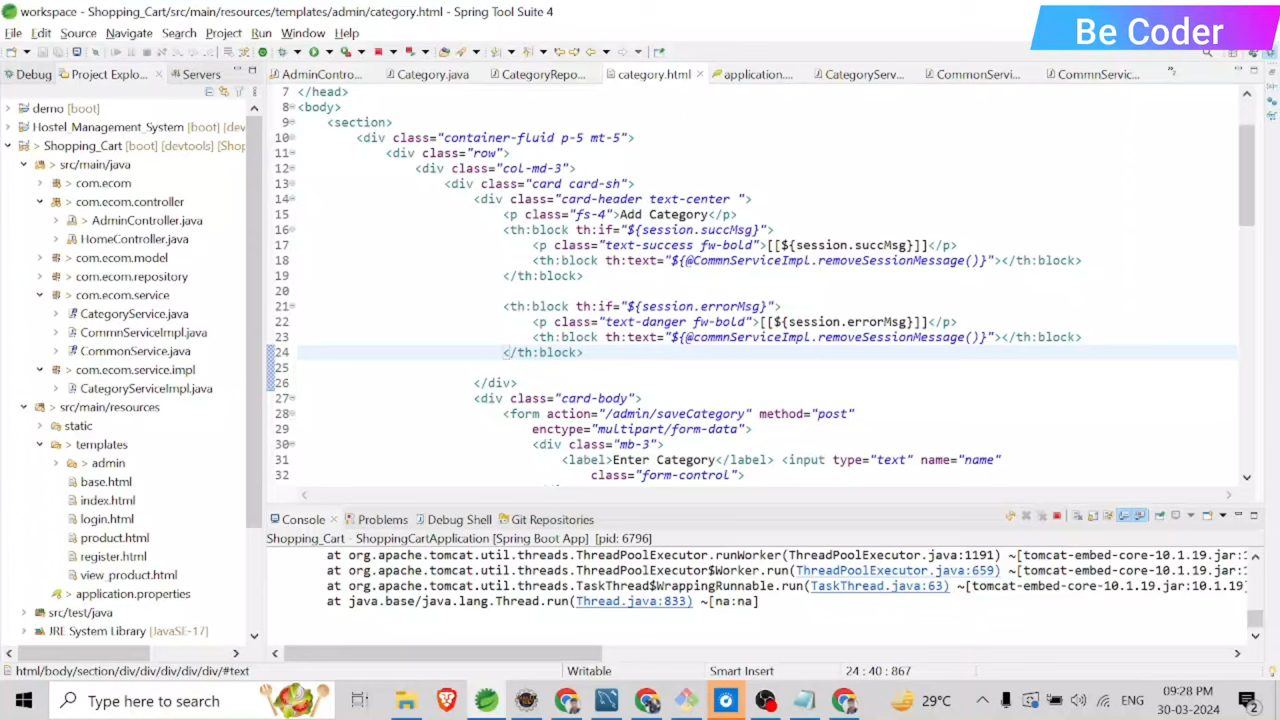 workspace - Shopping_Cart/src/main/resources/templates/admin/category.html - Spring Tool Suite 4
Be Coder
File Edit Source Navigate Search Project Run Window Help
Debug Project Explo... Servers
AdminContro... Category.java CategoryRepo... category.html application.... CategoryServ... CommonServi... CommnServic...
demo [boot]
Hostel_Management_System [boot] [dev
Shopping_Cart [boot] [devtools] [Shop
src/main/java
com.ecom
com.ecom.controller
AdminController.java
HomeController.java
com.ecom.model
com.ecom.repository
com.ecom.service
CategoryService.java
CommnServiceImpl.java
CommonService.java
com.ecom.service.impl
CategoryServiceImpl.java
src/main/resources
static
templates
admin
base.html
index.html
login.html
product.html
register.html
view_product.html
application.properties
src/test/java
JRE System Library [JavaSE-17]
7 </head>
8 <body>
9 <section>
10 <div class="container-fluid p-5 mt-5">
11 <div class="row">
12 <div class="col-md-3">
13 <div class="card card-sh">
14 <div class="card-header text-center ">
15 <p class="fs-4">Add Category</p>
16 <th:block th:if="${session.succMsg}">
17 <p class="text-success fw-bold">[[${session.succMsg}]]</p>
18 <th:block th:text="${@CommnServiceImpl.removeSessionMessage()}"></th:block>
19 </th:block>
20
21 <th:block th:if="${session.errorMsg}">
22 <p class="text-danger fw-bold">[[${session.errorMsg}]]</p>
23 <th:block th:text="${@commnServiceImpl.removeSessionMessage()}"></th:block>
24 </th:block>
25
26 </div>
27 <div class="card-body">
28 <form action="/admin/saveCategory" method="post"
29 enctype="multipart/form-data">
30 <div class="mb-3">
31 <label>Enter Category</label> <input type="text" name="name"
32 class="form-control">
Console Problems Debug Shell Git Repositories
Shopping_Cart - ShoppingCartApplication [Spring Boot App] [pid: 6796]
at org.apache.tomcat.util.threads.ThreadPoolExecutor.runWorker(ThreadPoolExecutor.java:1191) ~[tomcat-embed-core-10.1.19.jar:1
at org.apache.tomcat.util.threads.ThreadPoolExecutor$Worker.run(ThreadPoolExecutor.java:659) ~[tomcat-embed-core-10.1.19.jar:1
at org.apache.tomcat.util.threads.TaskThread$WrappingRunnable.run(TaskThread.java:63) ~[tomcat-embed-core-10.1.19.jar:10.1.19
at java.base/java.lang.Thread.run(Thread.java:833) ~[na:na]
html/body/section/div/div/div/div/div/#text Writable Smart Insert 24 : 40 : 867
Type here to search 29°C ENG 09:28 PM
30-03-2024 2